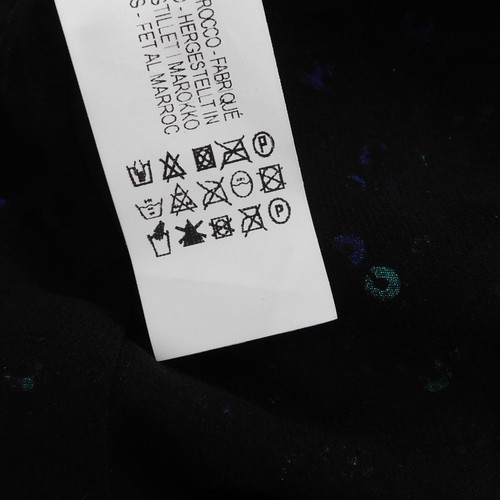 ROCCO - FABRIQUÉ
- HERGESTELLT IN
STILLET I MAROKKO
S - FET AL MARROC
P
P